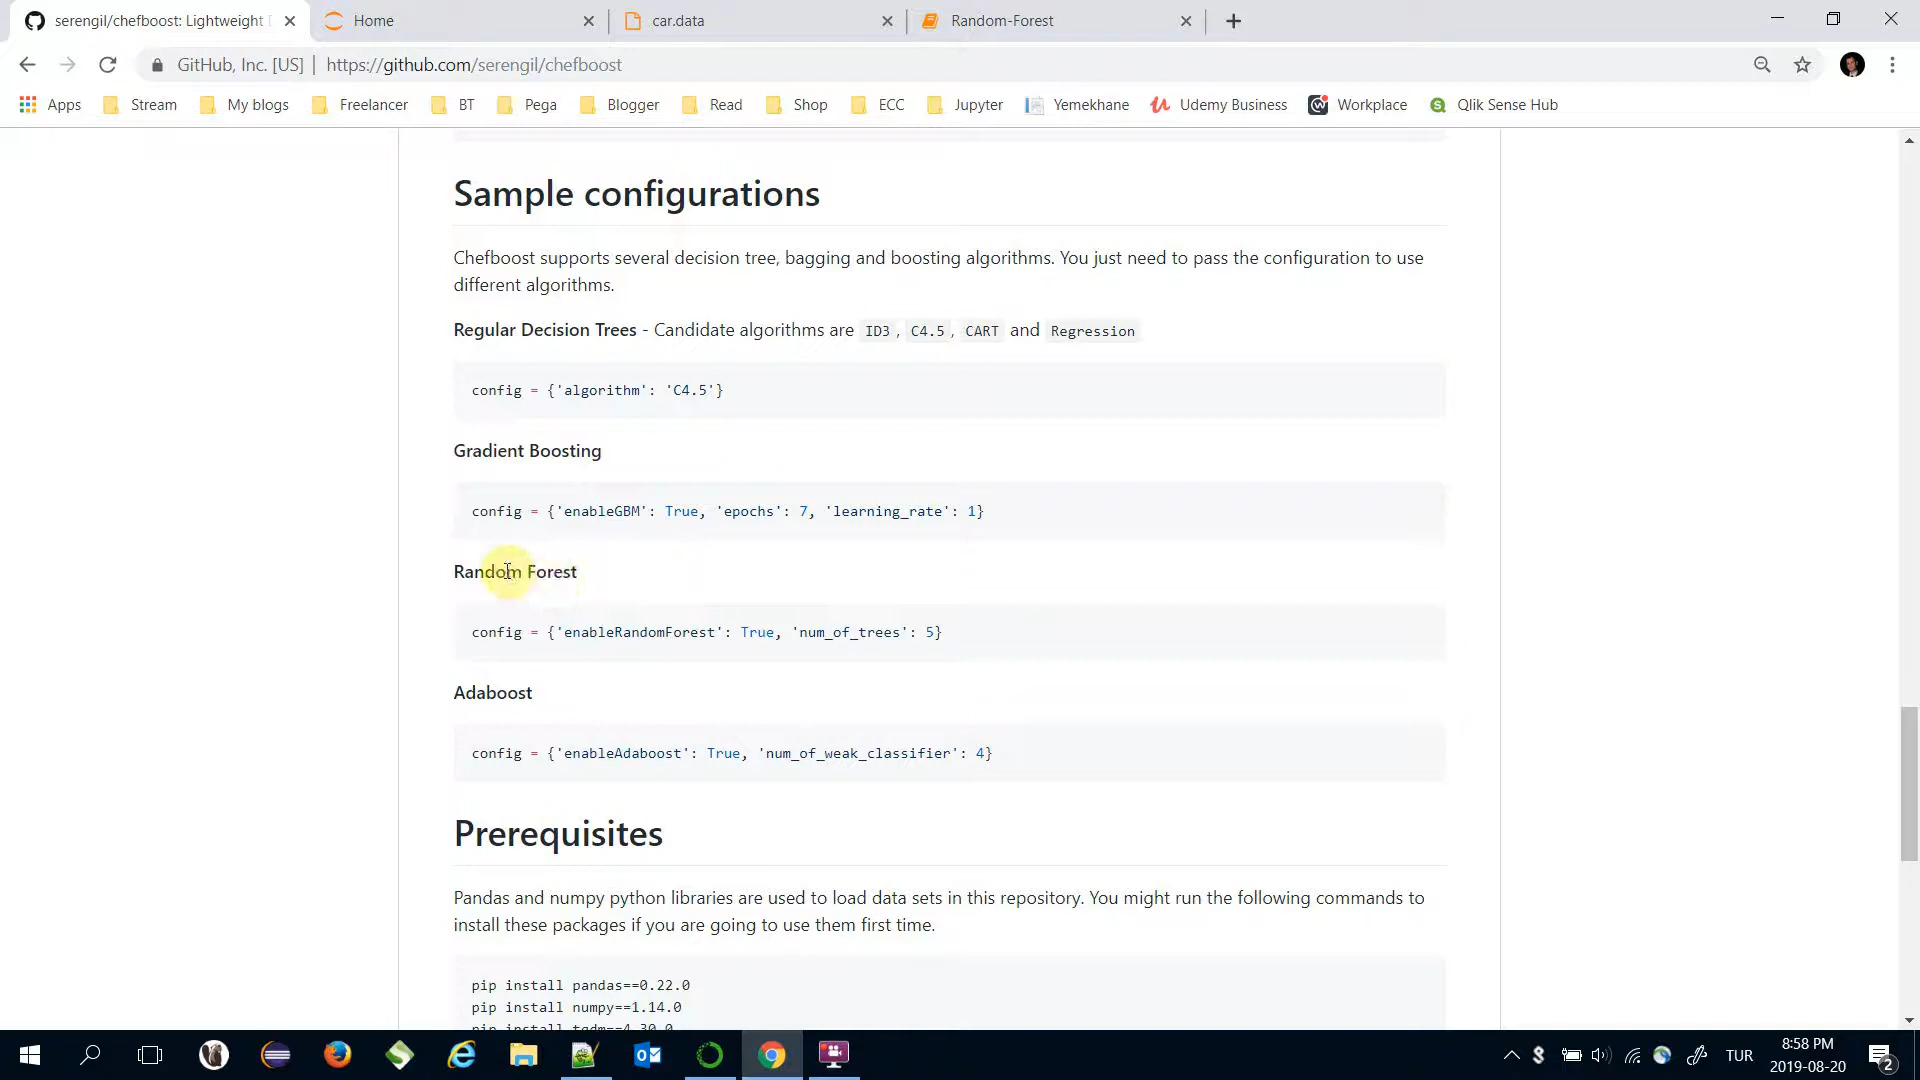 serengil/chefboost: Lightweight D
Home
car.data
Random-Forest
GitHub, Inc. [US] | https://github.com/serengil/chefboost
Apps Stream My blogs Freelancer BT Pega Blogger Read Shop ECC Jupyter Yemekhane Udemy Business Workplace Qlik Sense Hub
Sample configurations
Chefboost supports several decision tree, bagging and boosting algorithms. You just need to pass the configuration to use
different algorithms.
Regular Decision Trees - Candidate algorithms are ID3 , C4.5 , CART and Regression
config = {'algorithm': 'C4.5'}
Gradient Boosting
config = {'enableGBM': True, 'epochs': 7, 'learning_rate': 1}
Random Forest
config = {'enableRandomForest': True, 'num_of_trees': 5}
Adaboost
config = {'enableAdaboost': True, 'num_of_weak_classifier': 4}
Prerequisites
Pandas and numpy python libraries are used to load data sets in this repository. You might run the following commands to
install these packages if you are going to use them first time.
pip install pandas==0.22.0
pip install numpy==1.14.0
pip install tqdm==4.30.0
TUR
8:58 PM
2019-08-20
2